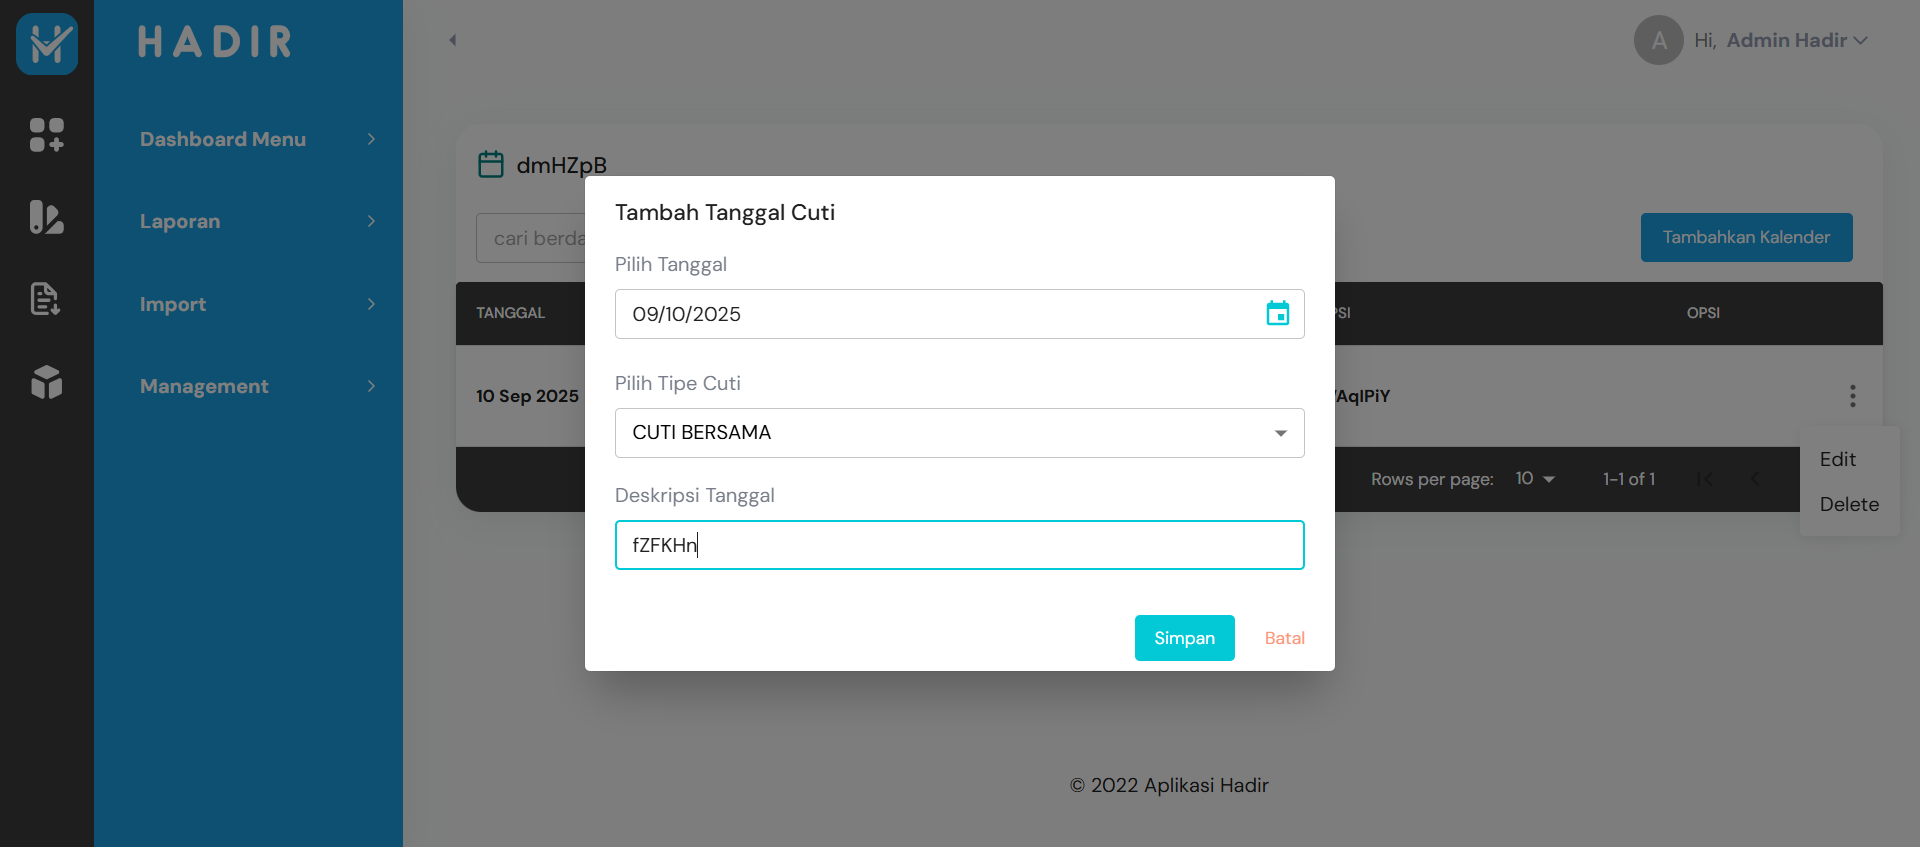 HADIR
Hi, Admin Hadir
A
Dashboard Menu
Laporan
Import
Management
dmHZpB
cari berda
Tambahkan Kalender
TANGGAL
PSI
OPSI
10 Sep 2025
AqIPiY
Rows per page: 10 1-1 of 1
Edit
Delete
Tambah Tanggal Cuti
Pilih Tanggal
09/10/2025
Pilih Tipe Cuti
CUTI BERSAMA
Deskripsi Tanggal
fZFKHn
Simpan Batal
© 2022 Aplikasi Hadir